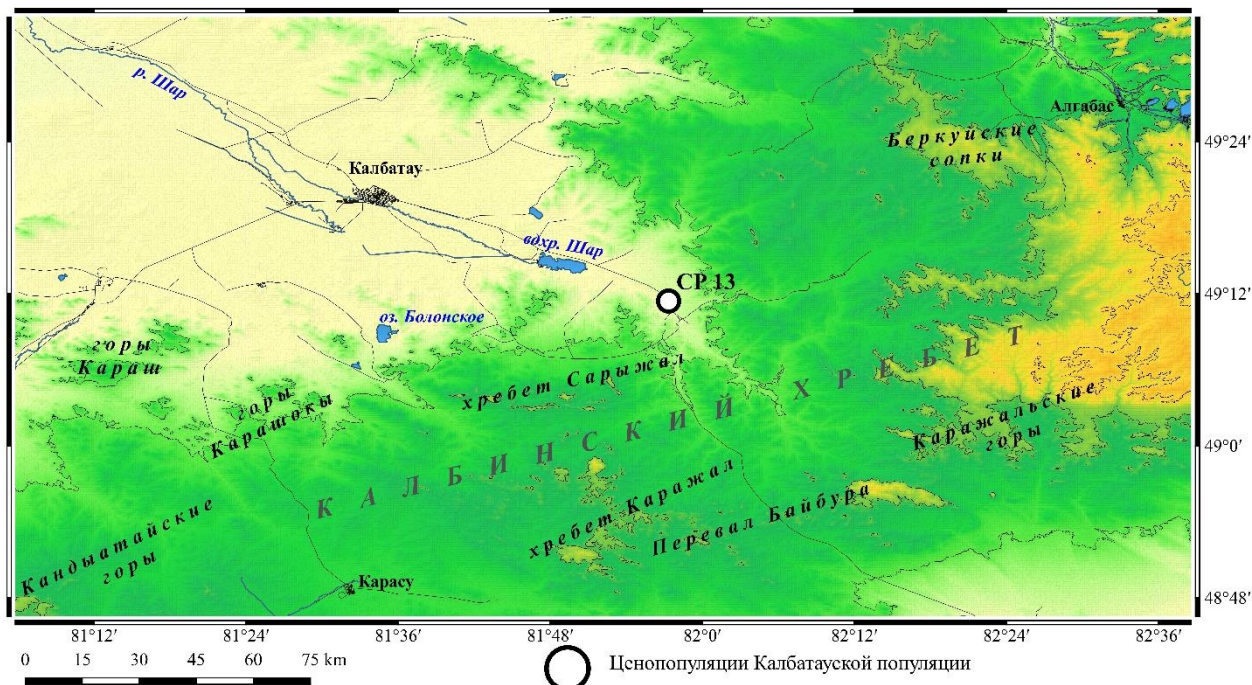 р. Шар
Калбатау
вдхр. Шар
оз. Болонское
СР 13
Алгабас
Беркуйские
сопки
горы
Караш
горы
Карашокы
хребет Сарыжал
КАЛБИНСКИЙ ХРЕБЕТ
Каражальские
горы
хребет Каражал
Перевал Байбура
Кандыатайские
горы
Карасу
49°24′
49°12′
49°0′
48°48′
81°12′ 81°24′ 81°36′ 81°48′ 82°0′ 82°12′ 82°24′ 82°36′
0 15 30 45 60 75 km
Ценопопуляции Калбатауской популяции